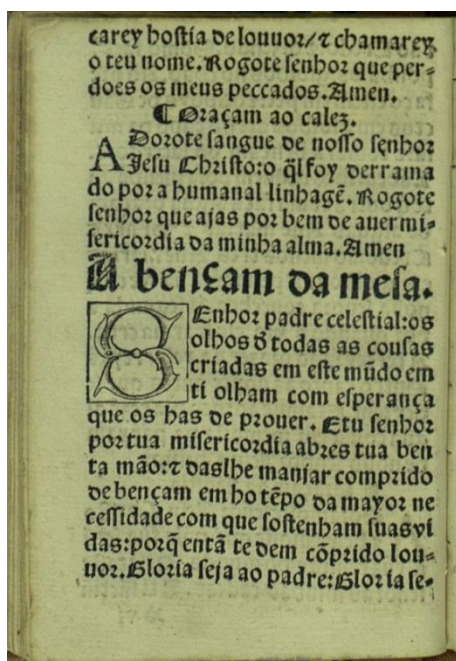 carey hostia de louuor/⁊ chamarey
o teu nome. Rogote senhor que per-
does os meus peccados. Amen.
¶ Oraçam ao calez.
ADorote sangue de nosso senhor
Jesu Christo: o q̃l foy derrama
do por a humanal linhagẽ. Rogote
senhor que ajas por bem de auer mi-
sericordia da minha alma. Amen
A bençam da mesa.
SEnhor padre celestial: os
olhos d̃ todas as cousas
criadas em este mũdo em
ti olham com esperança
que os has de prouer. Etu senhor
por tua misericordia abres tua ben
ta mão: ⁊ daslhe manjar comprido
de bençam em ho tẽpo da mayor ne
cessidade com que sostenham suas vi
das: porq̃ entã te dem cõprido lou-
uor. Gloria seja ao padre: Gloria se-